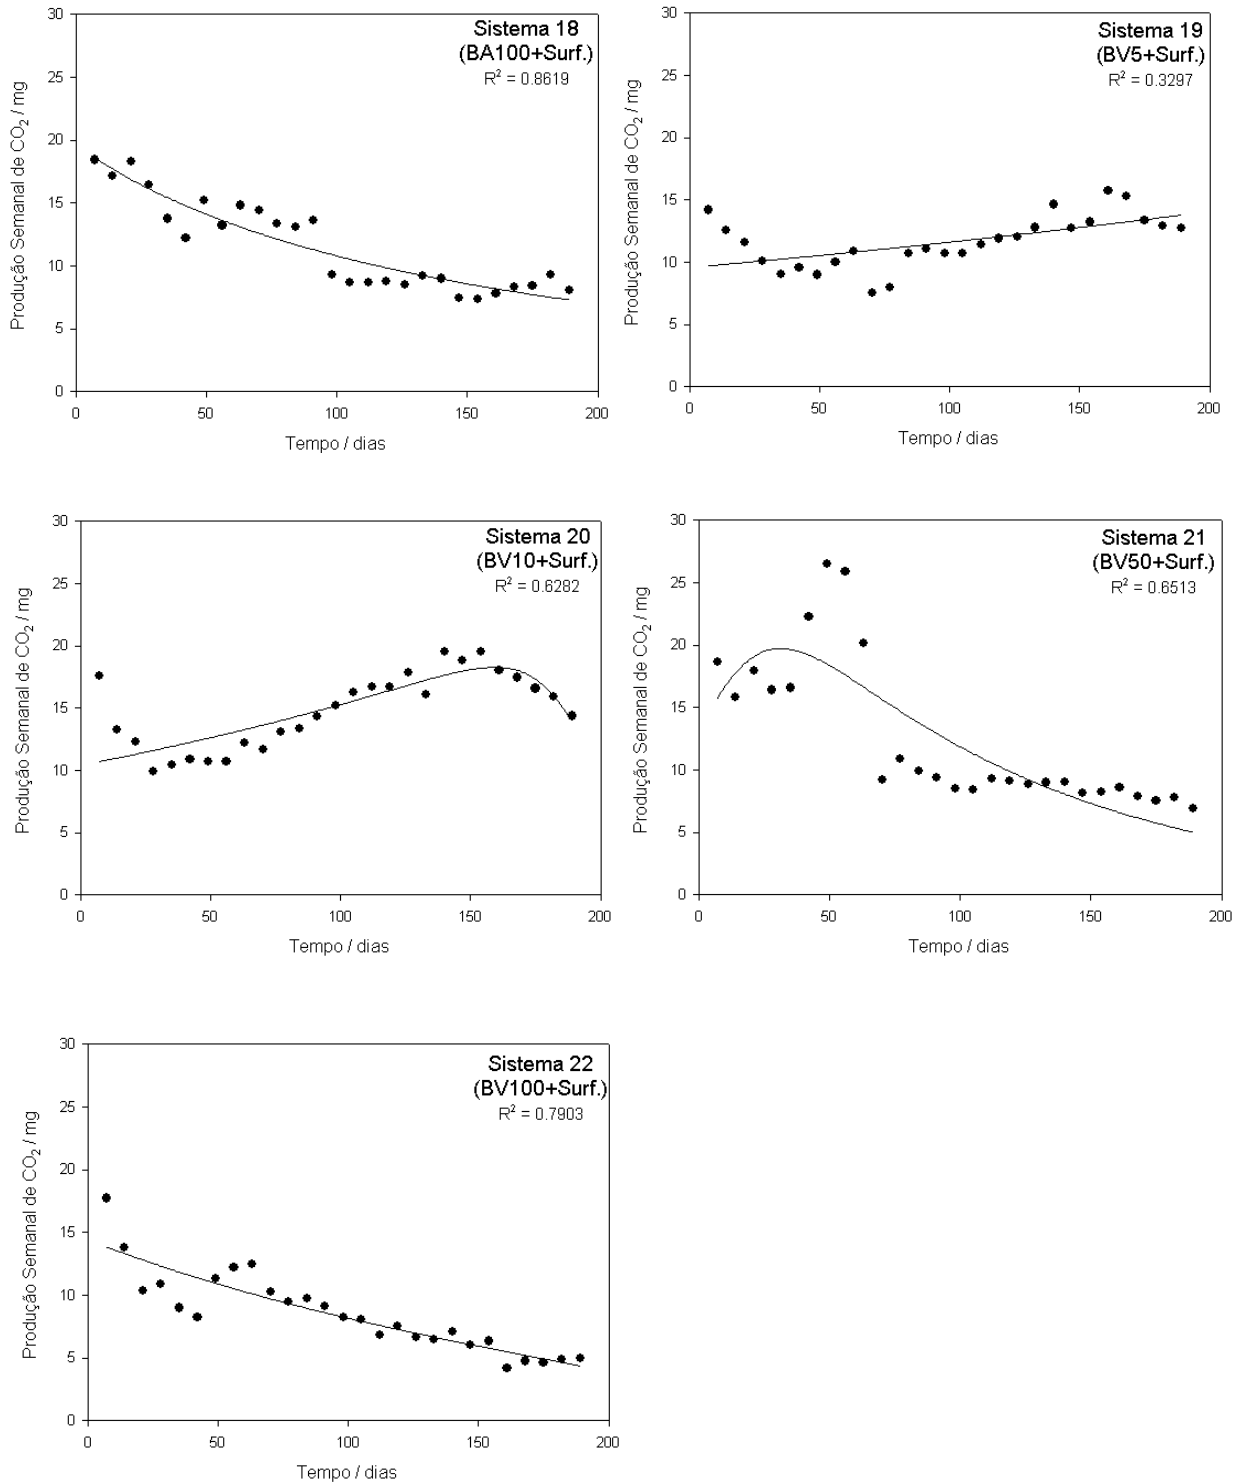 Sistema 18
(BA100+Surf.)
R² = 0.8619
Produção Semanal de CO₂ / mg
30
25
20
15
10
5
0
0 50 100 150 200
Tempo / dias
Sistema 19
(BV5+Surf.)
R² = 0.3297
Produção Semanal de CO₂ / mg
30
25
20
15
10
5
0
0 50 100 150 200
Tempo / dias
Sistema 20
(BV10+Surf.)
R² = 0.6282
Produção Semanal de CO₂ / mg
30
25
20
15
10
5
0
0 50 100 150 200
Tempo / dias
Sistema 21
(BV50+Surf.)
R² = 0.6513
Produção Semanal de CO₂ / mg
30
25
20
15
10
5
0
0 50 100 150 200
Tempo / dias
Sistema 22
(BV100+Surf.)
R² = 0.7903
Produção Semanal de CO₂ / mg
30
25
20
15
10
5
0
0 50 100 150 200
Tempo / dias